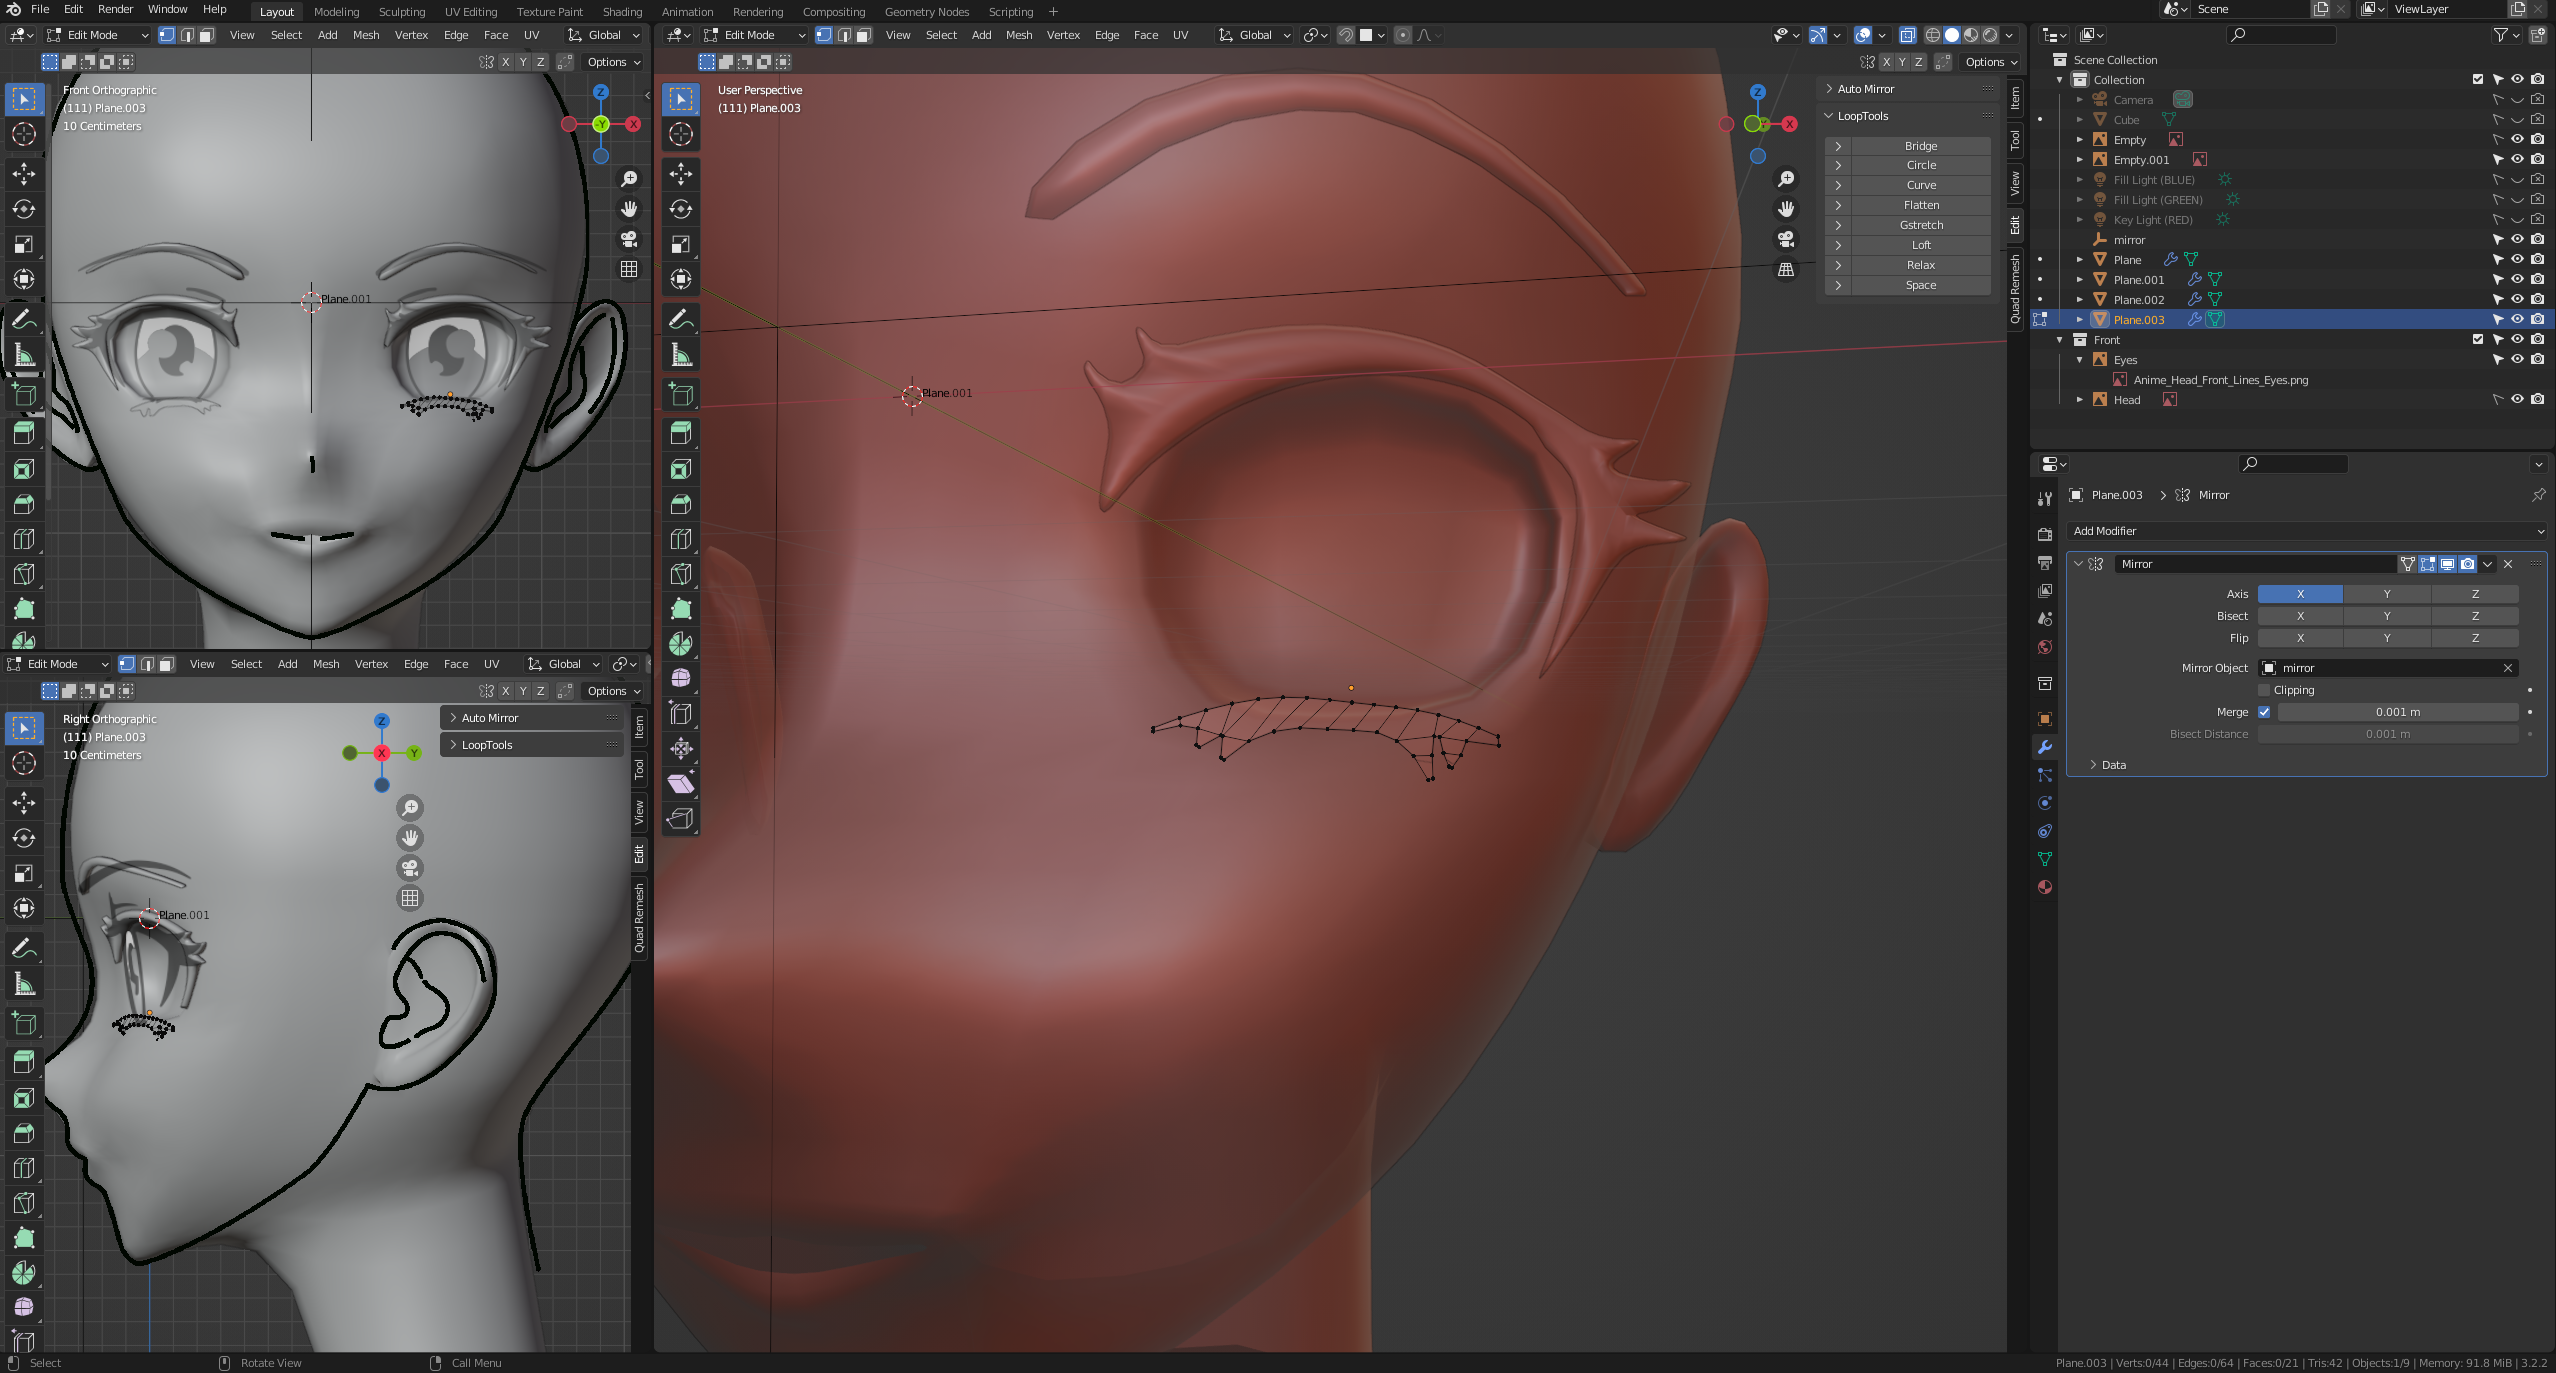 File Edit Render Window Help Layout Modeling Sculpting UV Editing Texture Paint Shading Animation Rendering Compositing Geometry Nodes Scripting + Scene ViewLayer
Edit Mode View Select Add Mesh Vertex Edge Face UV Global
X Y Z Options
Front Orthographic
(111) Plane.003
10 Centimeters
Z
-Y X
Plane.001
Edit Mode View Select Add Mesh Vertex Edge Face UV Global
X Y Z Options
Right Orthographic
(111) Plane.003
10 Centimeters
Z
X Y
Auto Mirror
LoopTools
Item
Tool
View
Edit
Quad Remesh
Plane.001
Edit Mode View Select Add Mesh Vertex Edge Face UV Global
X Y Z Options
User Perspective
(111) Plane.003
Z
X
Plane.001
Auto Mirror
LoopTools
Bridge
Circle
Curve
Flatten
Gstretch
Loft
Relax
Space
Item
Tool
View
Edit
Quad Remesh
Scene Collection
Collection
Camera
Cube
Empty
Empty.001
Fill Light (BLUE)
Fill Light (GREEN)
Key Light (RED)
mirror
Plane
Plane.001
Plane.002
Plane.003
Front
Eyes
Anime_Head_Front_Lines_Eyes.png
Head
Plane.003 Mirror
Add Modifier
Mirror
Axis X Y Z
Bisect X Y Z
Flip X Y Z
Mirror Object mirror
Clipping
Merge 0.001 m
Bisect Distance 0.001 m
Data
Select Rotate View Call Menu
Plane.003 | Verts:0/44 | Edges:0/64 | Faces:0/21 | Tris:42 | Objects:1/9 | Memory: 91.8 MiB | 3.2.2